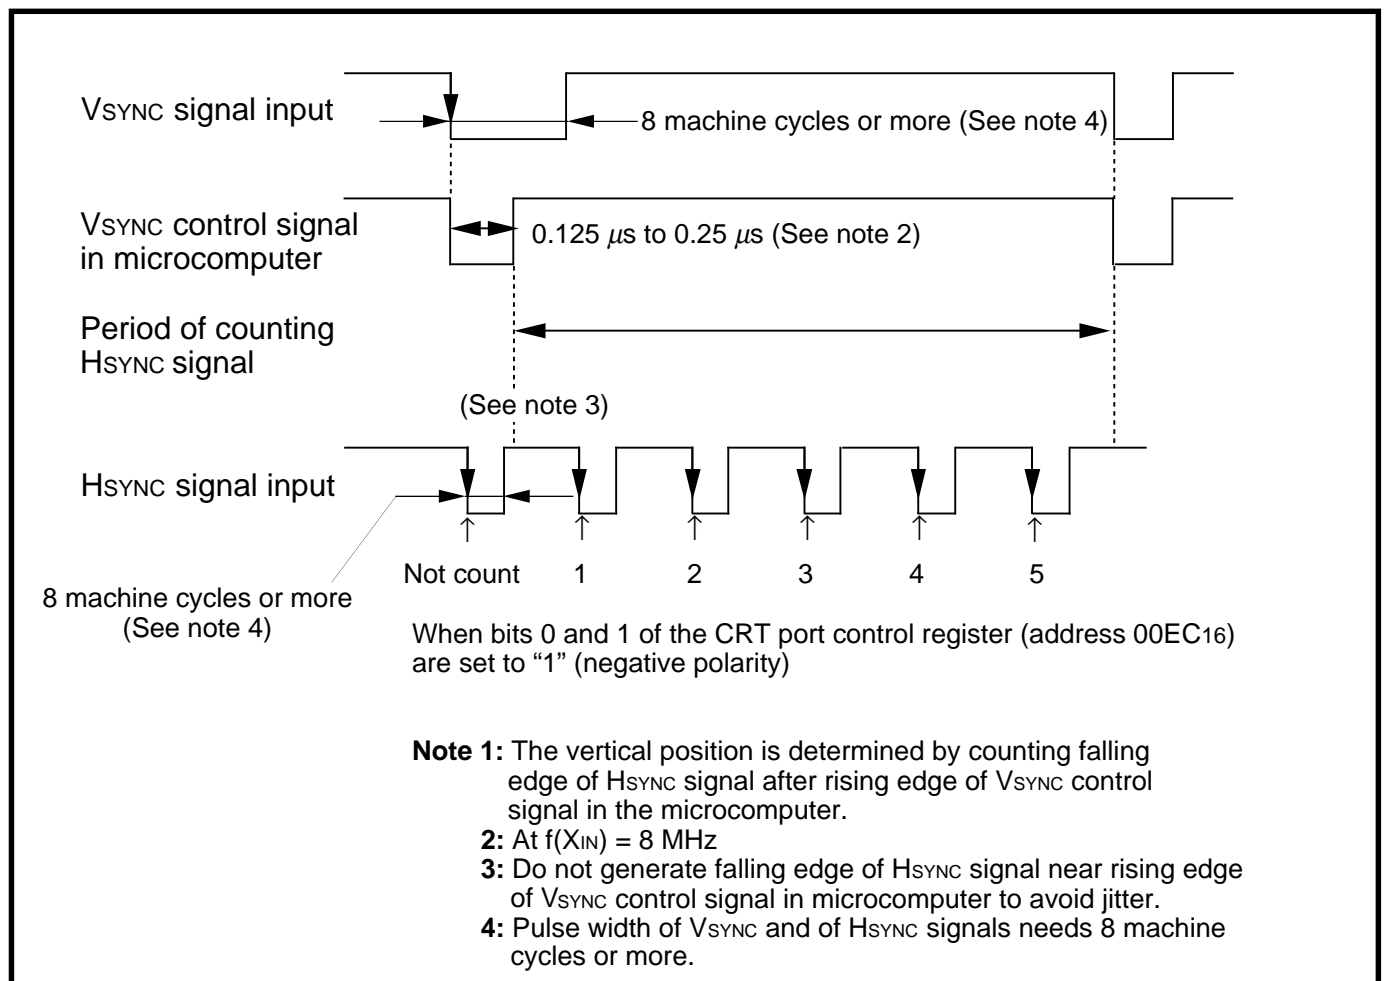 VSYNC signal input
8 machine cycles or more (See note 4)
VSYNC control signal
in microcomputer
0.125 μs to 0.25 μs (See note 2)
Period of counting
HSYNC signal
(See note 3)
HSYNC signal input
Not count 1 2 3 4 5
8 machine cycles or more
(See note 4)
When bits 0 and 1 of the CRT port control register (address 00EC16)
are set to “1” (negative polarity)
Note 1: The vertical position is determined by counting falling
edge of HSYNC signal after rising edge of VSYNC control
signal in the microcomputer.
2: At f(XIN) = 8 MHz
3: Do not generate falling edge of HSYNC signal near rising edge
of VSYNC control signal in microcomputer to avoid jitter.
4: Pulse width of VSYNC and of HSYNC signals needs 8 machine
cycles or more.